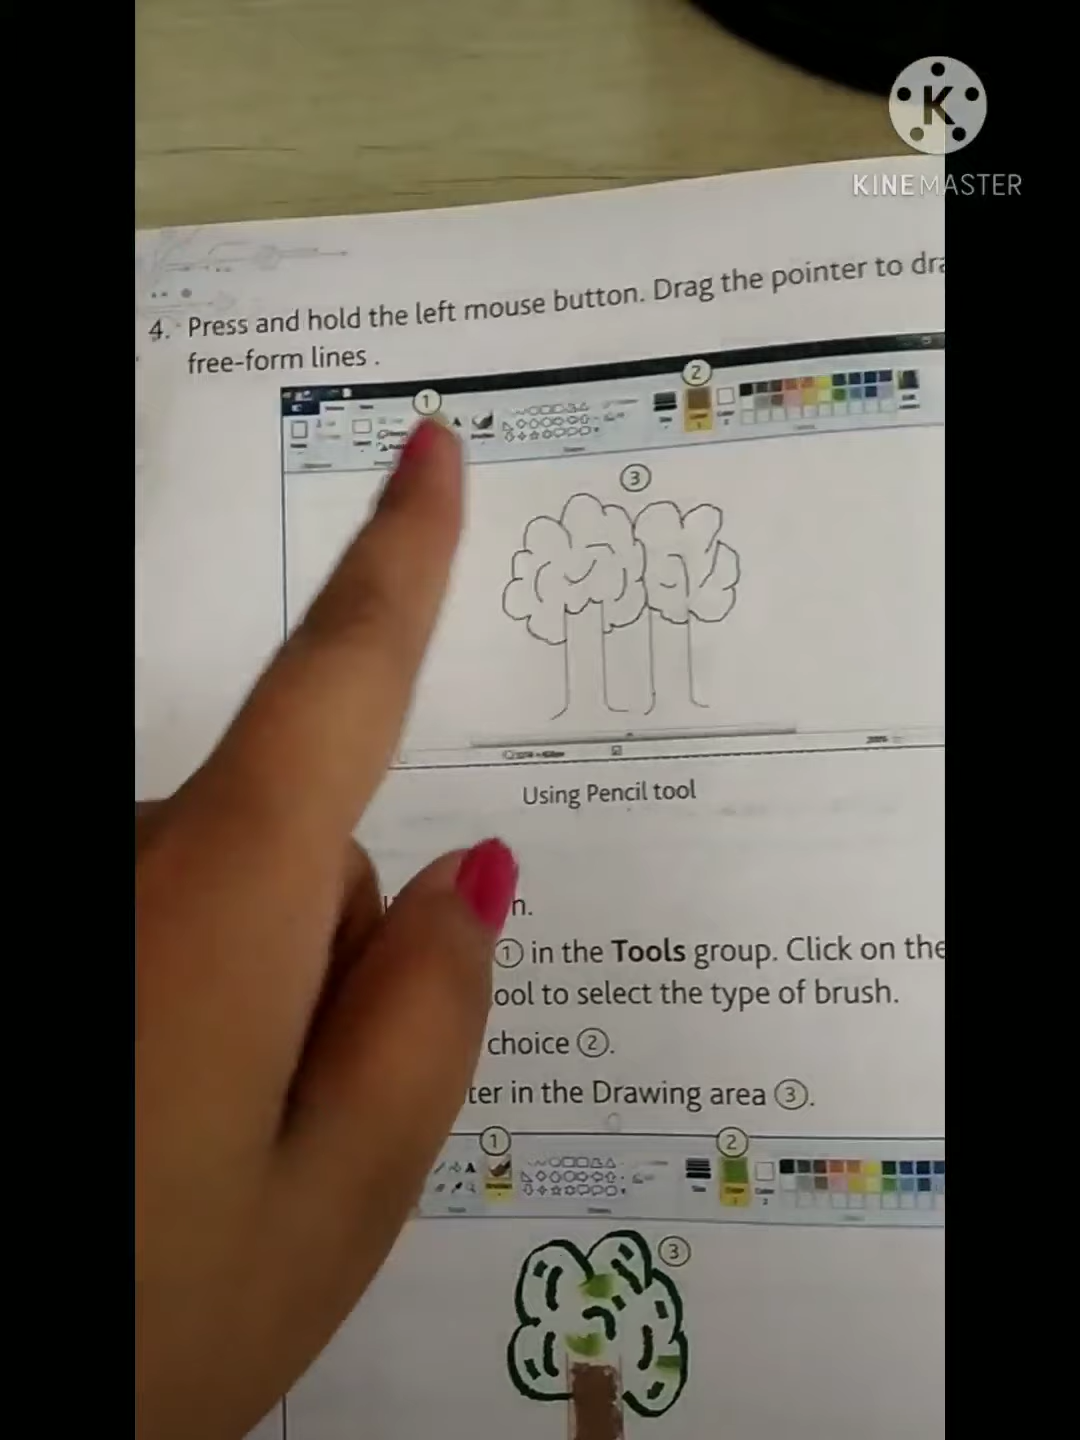 K
KINEMASTER
4. Press and hold the left mouse button. Drag the pointer to dra
free-form lines .
1
2
3
Using Pencil tool
n.
1 in the Tools group. Click on the
ool to select the type of brush.
choice 2.
ter in the Drawing area 3.
1
2
3